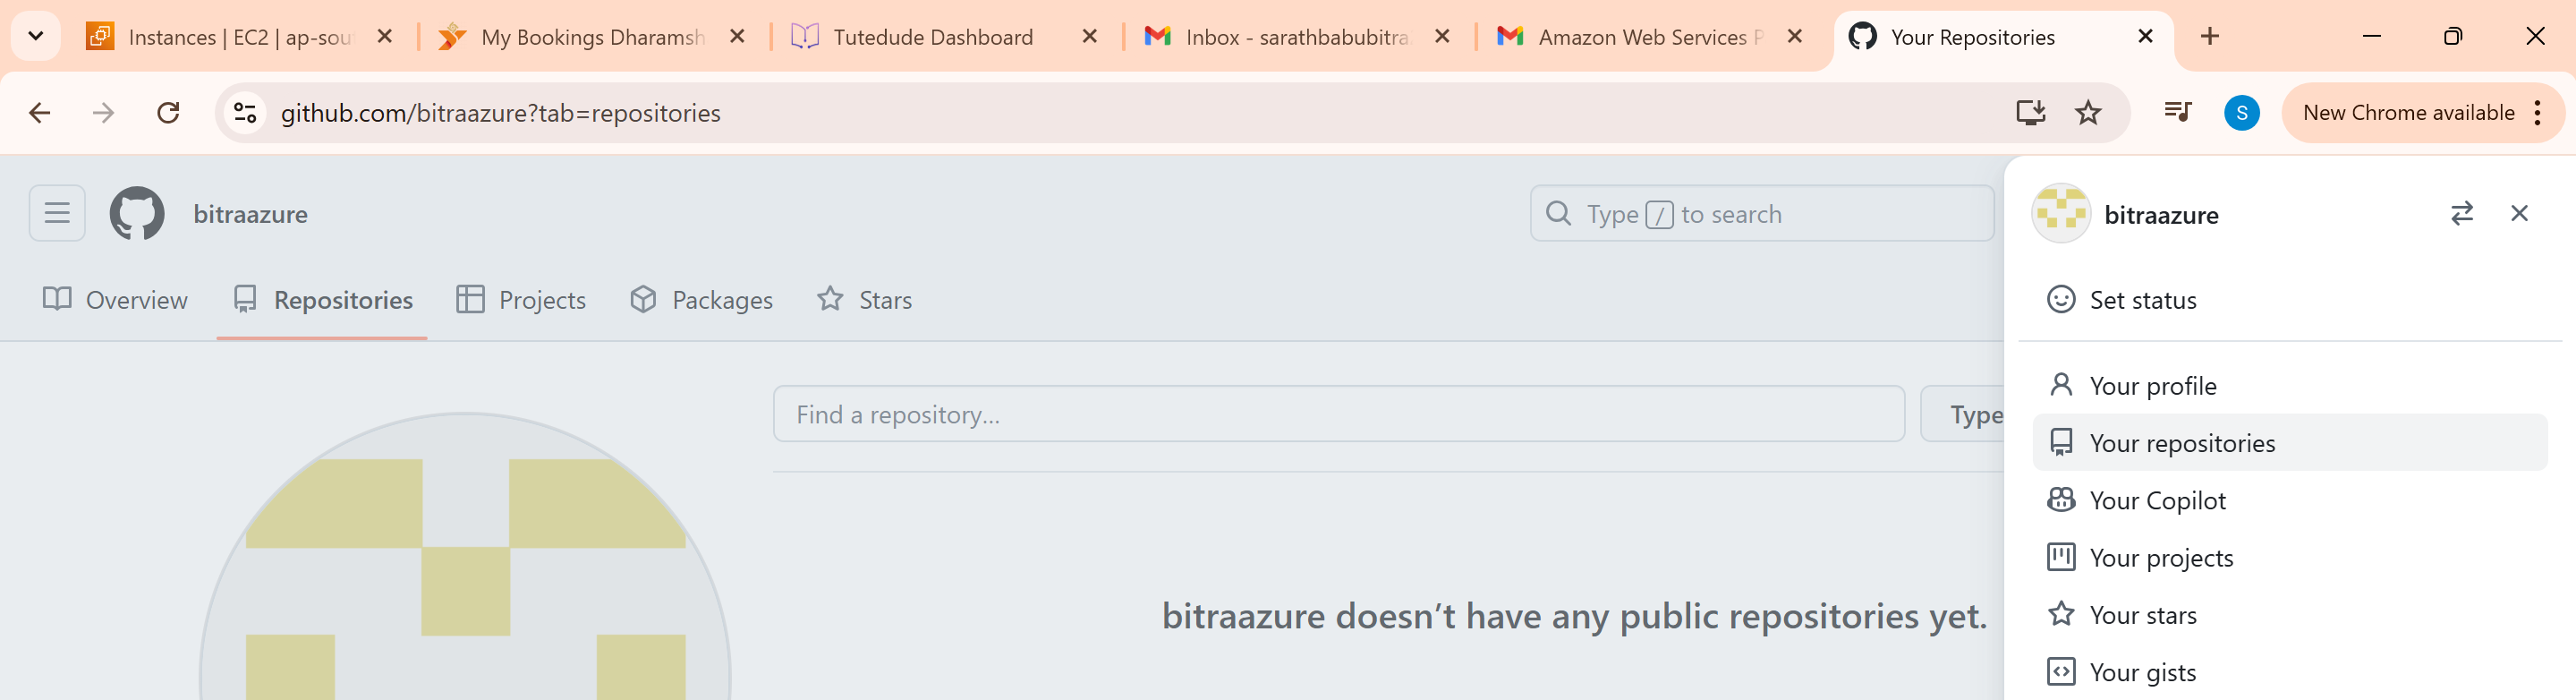 Instances | EC2 | ap-sou
My Bookings Dharamsh
Tutedude Dashboard
Inbox - sarathbabubitra
Amazon Web Services P
Your Repositories
github.com/bitraazure?tab=repositories
S
New Chrome available
bitraazure
Type / to search
bitraazure
Overview
Repositories
Projects
Packages
Stars
Set status
Find a repository...
Type
Your profile
Your repositories
Your Copilot
Your projects
Your stars
Your gists
bitraazure doesn’t have any public repositories yet.